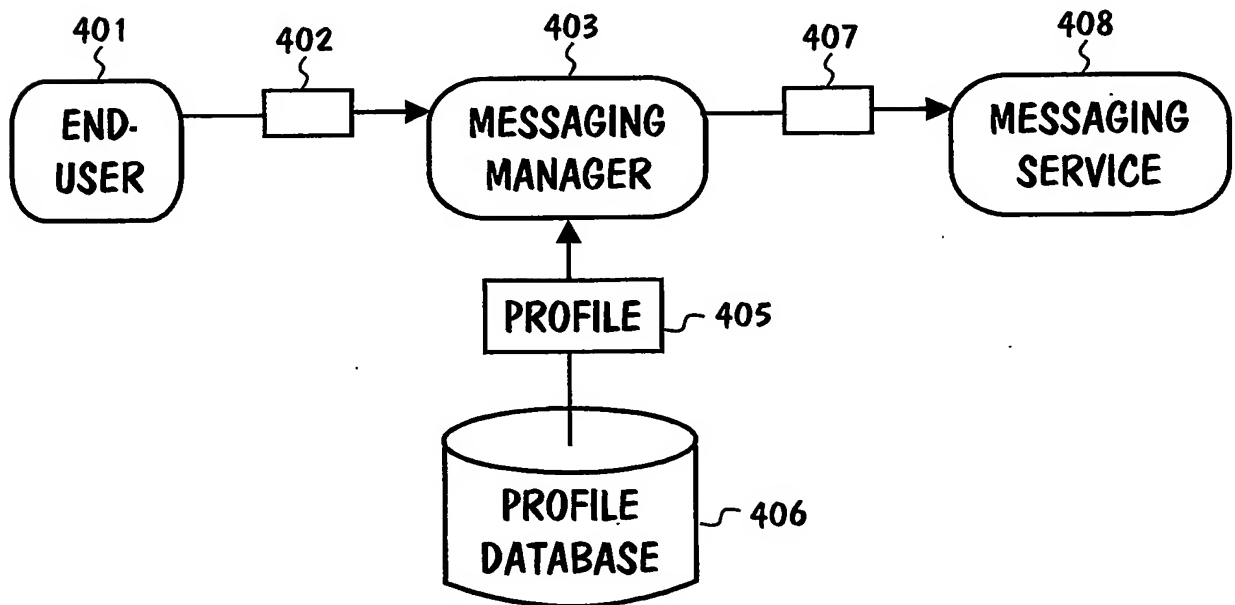 401
402
403
407
408
END-
USER
MESSAGING
MANAGER
MESSAGING
SERVICE
PROFILE
405
PROFILE
DATABASE
406